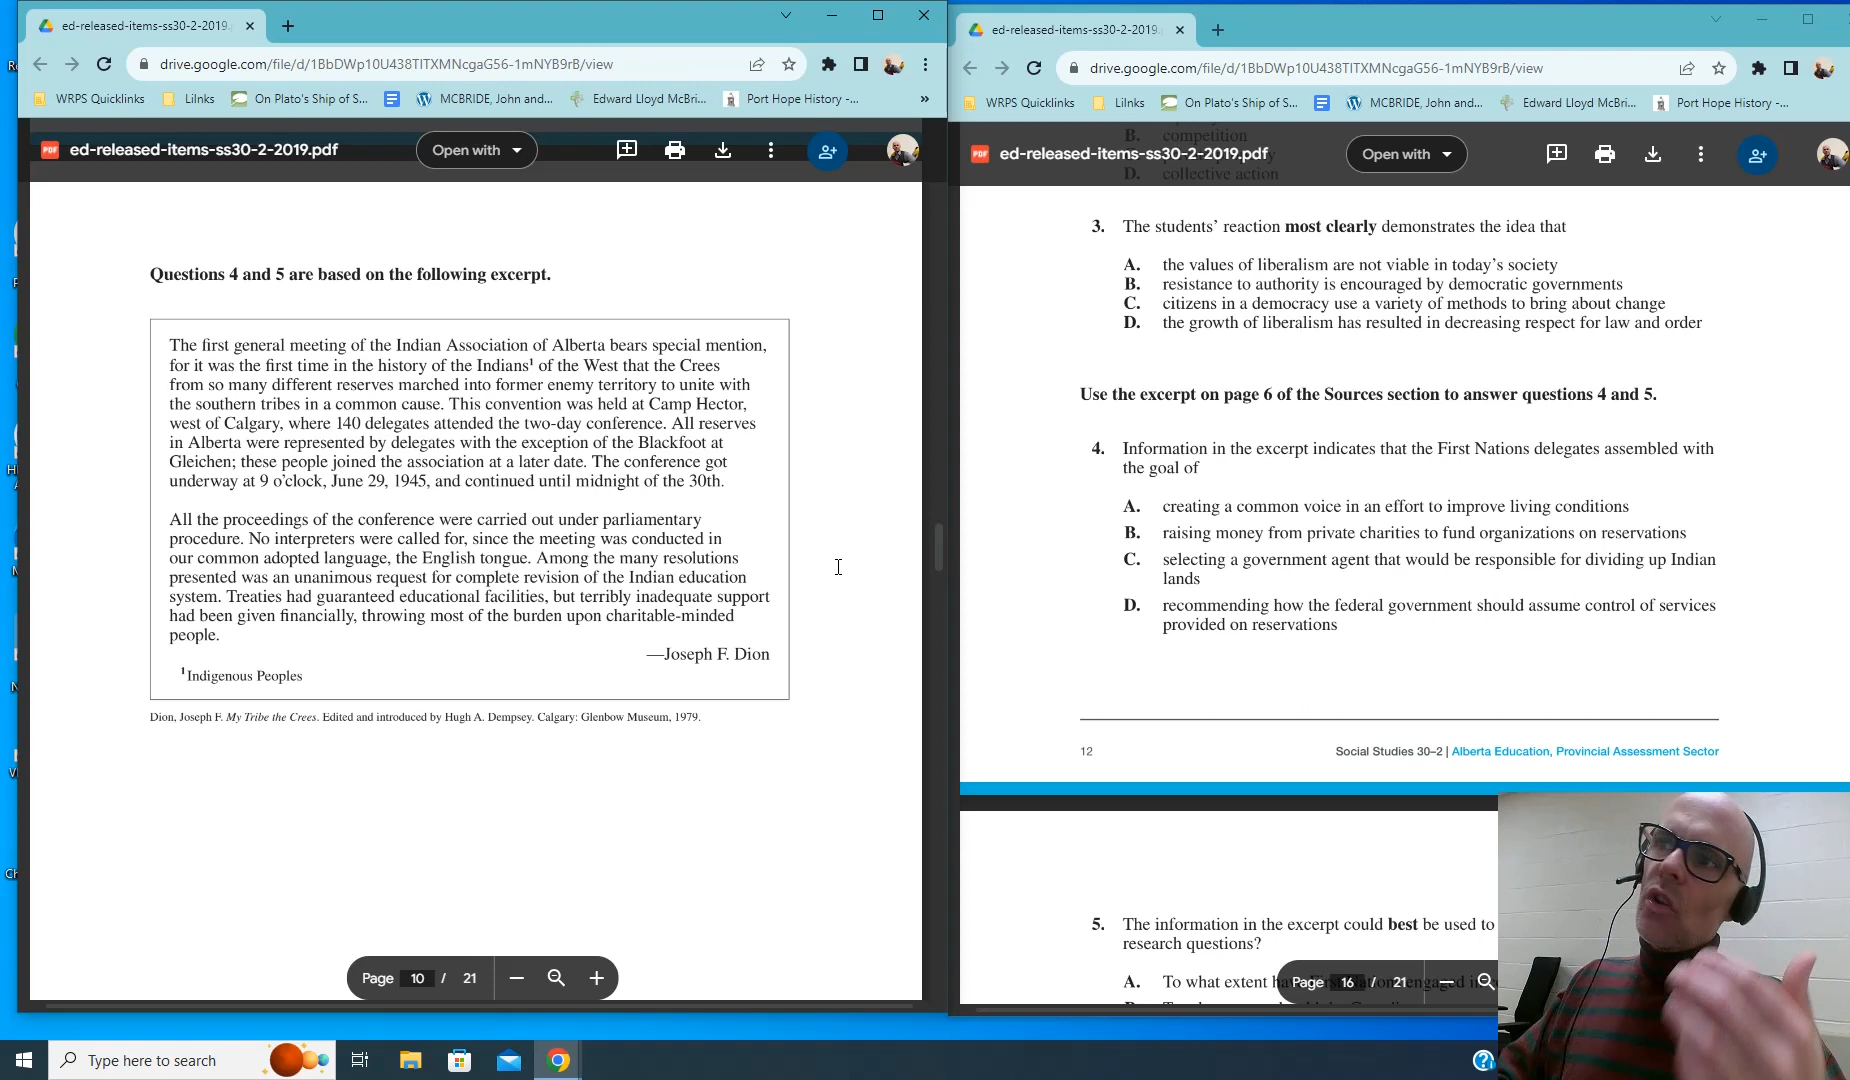 ed-released-items-ss30-2-2019.
drive.google.com/file/d/1BbDWp10U438TITXMNcgaG56-1mNYB9rB/view
WRPS Quicklinks LiInks On Plato's Ship of S... MCBRIDE, John and... Edward Lloyd McBri... Port Hope History -... »
PDF ed-released-items-ss30-2-2019.pdf Open with
Questions 4 and 5 are based on the following excerpt.
The first general meeting of the Indian Association of Alberta bears special mention,
for it was the first time in the history of the Indians¹ of the West that the Crees
from so many different reserves marched into former enemy territory to unite with
the southern tribes in a common cause. This convention was held at Camp Hector,
west of Calgary, where 140 delegates attended the two-day conference. All reserves
in Alberta were represented by delegates with the exception of the Blackfoot at
Gleichen; these people joined the association at a later date. The conference got
underway at 9 o'clock, June 29, 1945, and continued until midnight of the 30th.
All the proceedings of the conference were carried out under parliamentary
procedure. No interpreters were called for, since the meeting was conducted in
our common adopted language, the English tongue. Among the many resolutions
presented was an unanimous request for complete revision of the Indian education
system. Treaties had guaranteed educational facilities, but terribly inadequate support
had been given financially, throwing most of the burden upon charitable-minded
people.
—Joseph F. Dion
¹Indigenous Peoples
Dion, Joseph F. My Tribe the Crees. Edited and introduced by Hugh A. Dempsey. Calgary: Glenbow Museum, 1979.
Page 10 / 21
ed-released-items-ss30-2-2019.
drive.google.com/file/d/1BbDWp10U438TITXMNcgaG56-1mNYB9rB/view
WRPS Quicklinks LiInks On Plato's Ship of S... MCBRIDE, John and... Edward Lloyd McBri... Port Hope History -...
B. competition
PDF ed-released-items-ss30-2-2019.pdf Open with
D. collective action
3. The students' reaction most clearly demonstrates the idea that
A. the values of liberalism are not viable in today's society
B. resistance to authority is encouraged by democratic governments
C. citizens in a democracy use a variety of methods to bring about change
D. the growth of liberalism has resulted in decreasing respect for law and order
Use the excerpt on page 6 of the Sources section to answer questions 4 and 5.
4. Information in the excerpt indicates that the First Nations delegates assembled with
the goal of
A. creating a common voice in an effort to improve living conditions
B. raising money from private charities to fund organizations on reservations
C. selecting a government agent that would be responsible for dividing up Indian
lands
D. recommending how the federal government should assume control of services
provided on reservations
12 Social Studies 30–2 | Alberta Education, Provincial Assessment Sector
5. The information in the excerpt could best be used to
research questions?
A. To what extent
Page 16 / 21
Type here to search